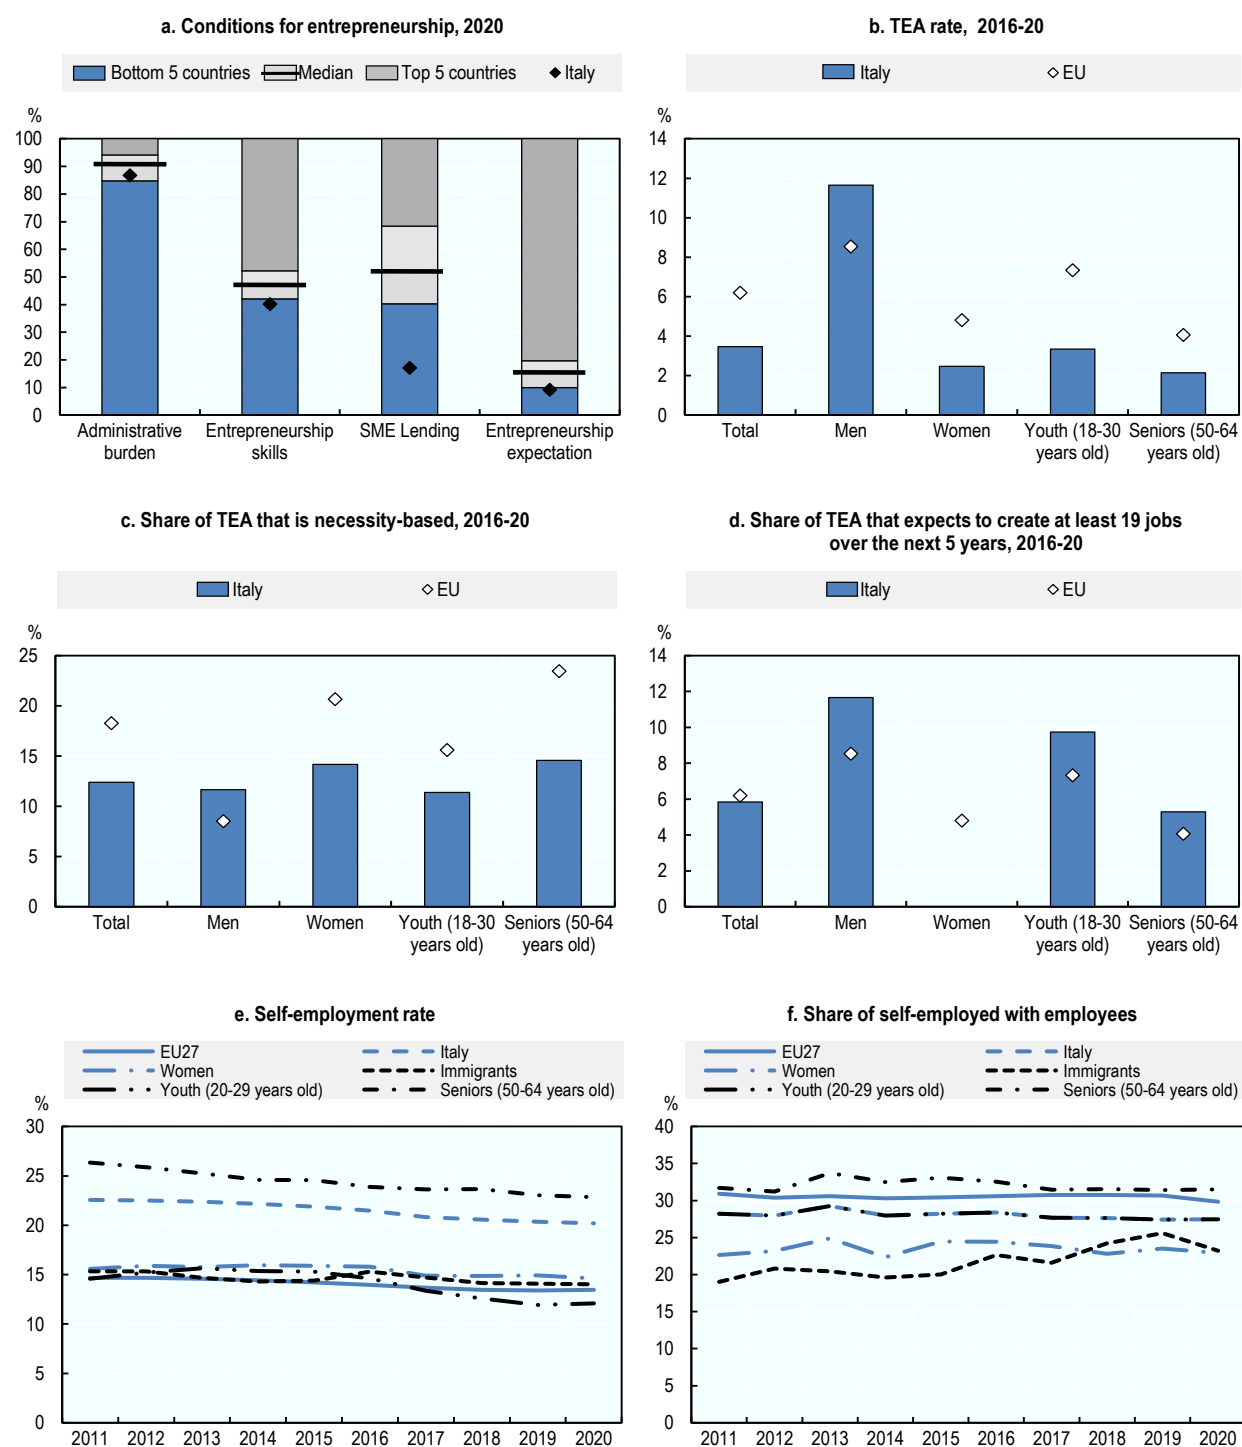 a. Conditions for entrepreneurship, 2020
Bottom 5 countries Median Top 5 countries Italy
%
100
90
80
70
60
50
40
30
20
10
0
Administrative burden
Entrepreneurship skills
SME Lending
Entrepreneurship expectation
b. TEA rate, 2016-20
Italy EU
%
14
12
10
8
6
4
2
0
Total
Men
Women
Youth (18-30 years old)
Seniors (50-64 years old)
c. Share of TEA that is necessity-based, 2016-20
Italy EU
%
25
20
15
10
5
0
Total
Men
Women
Youth (18-30 years old)
Seniors (50-64 years old)
d. Share of TEA that expects to create at least 19 jobs
over the next 5 years, 2016-20
Italy EU
%
14
12
10
8
6
4
2
0
Total
Men
Women
Youth (18-30 years old)
Seniors (50-64 years old)
e. Self-employment rate
EU27 Italy
Women Immigrants
Youth (20-29 years old) Seniors (50-64 years old)
%
30
25
20
15
10
5
0
2011 2012 2013 2014 2015 2016 2017 2018 2019 2020
f. Share of self-employed with employees
EU27 Italy
Women Immigrants
Youth (20-29 years old) Seniors (50-64 years old)
%
40
35
30
25
20
15
10
5
0
2011 2012 2013 2014 2015 2016 2017 2018 2019 2020